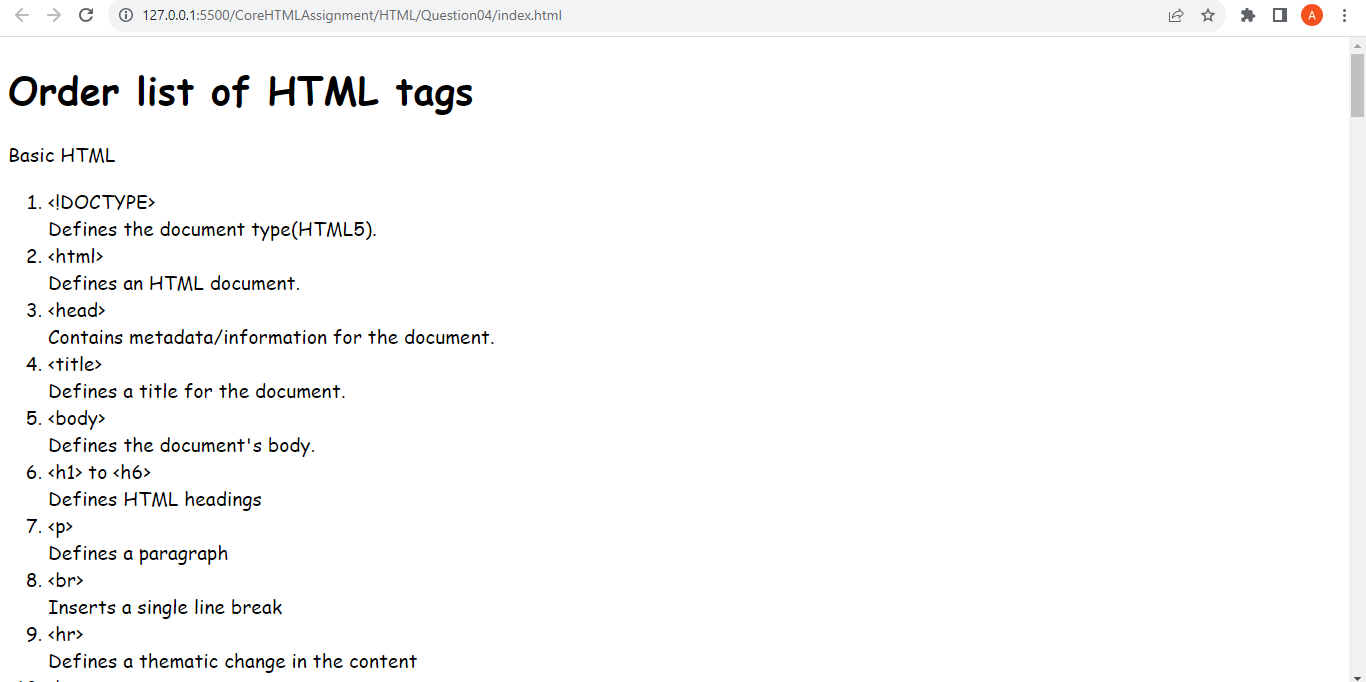 127.0.0.1:5500/CoreHTMLAssignment/HTML/Question04/index.html
A
Order list of HTML tags
Basic HTML
1. <!DOCTYPE>
Defines the document type(HTML5).
2. <html>
Defines an HTML document.
3. <head>
Contains metadata/information for the document.
4. <title>
Defines a title for the document.
5. <body>
Defines the document's body.
6. <h1> to <h6>
Defines HTML headings
7. <p>
Defines a paragraph
8. <br>
Inserts a single line break
9. <hr>
Defines a thematic change in the content